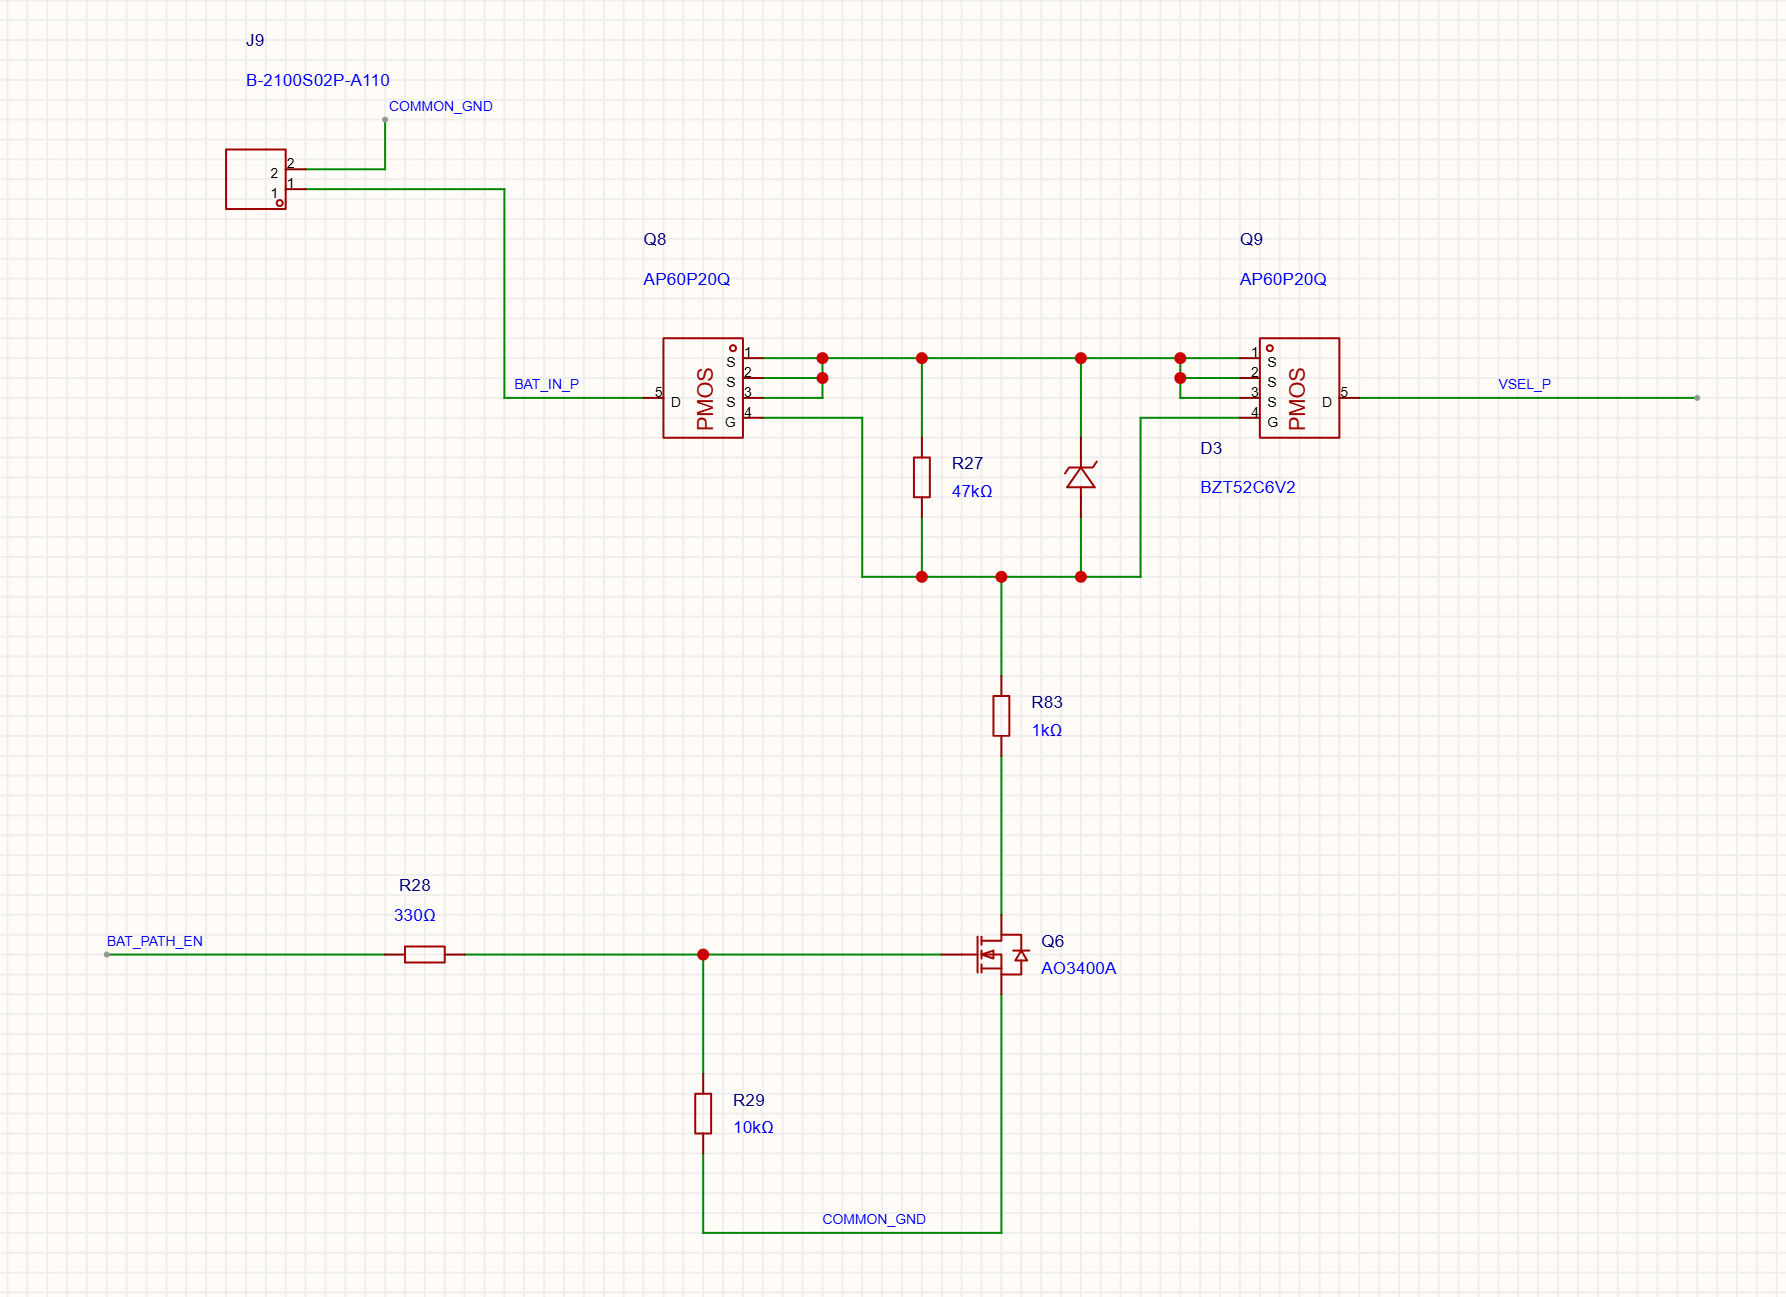 J9
B-2100S02P-A110
COMMON_GND
2
2
1
1
Q8
AP60P20Q
Q9
AP60P20Q
BAT_IN_P
5
D
PMOS
1
S
2
S
3
S
4
G
1
S
2
S
3
S
4
G
PMOS
D
5
VSEL_P
R27
47kΩ
D3
BZT52C6V2
R83
1kΩ
R28
330Ω
BAT_PATH_EN
Q6
AO3400A
R29
10kΩ
COMMON_GND